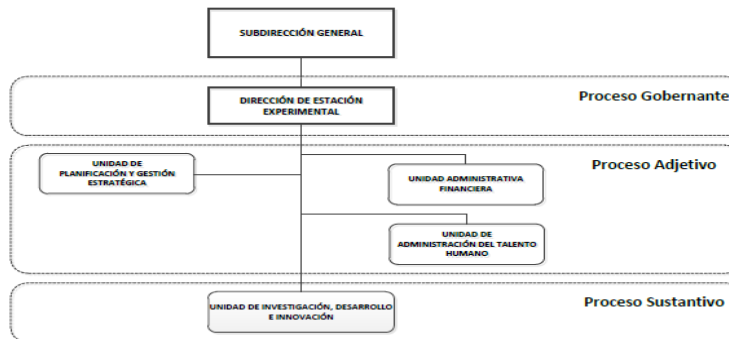 SUBDIRECCIÓN GENERAL
Proceso Gobernante
DIRECCIÓN DE ESTACIÓN
EXPERIMENTAL
Proceso Adjetivo
UNIDAD DE
PLANIFICACIÓN Y GESTIÓN
ESTRATÉGICA
UNIDAD ADMINISTRATIVA
FINANCIERA
UNIDAD DE
ADMINISTRACIÓN DEL TALENTO
HUMANO
Proceso Sustantivo
UNIDAD DE INVESTIGACIÓN, DESARROLLO
E INNOVACIÓN